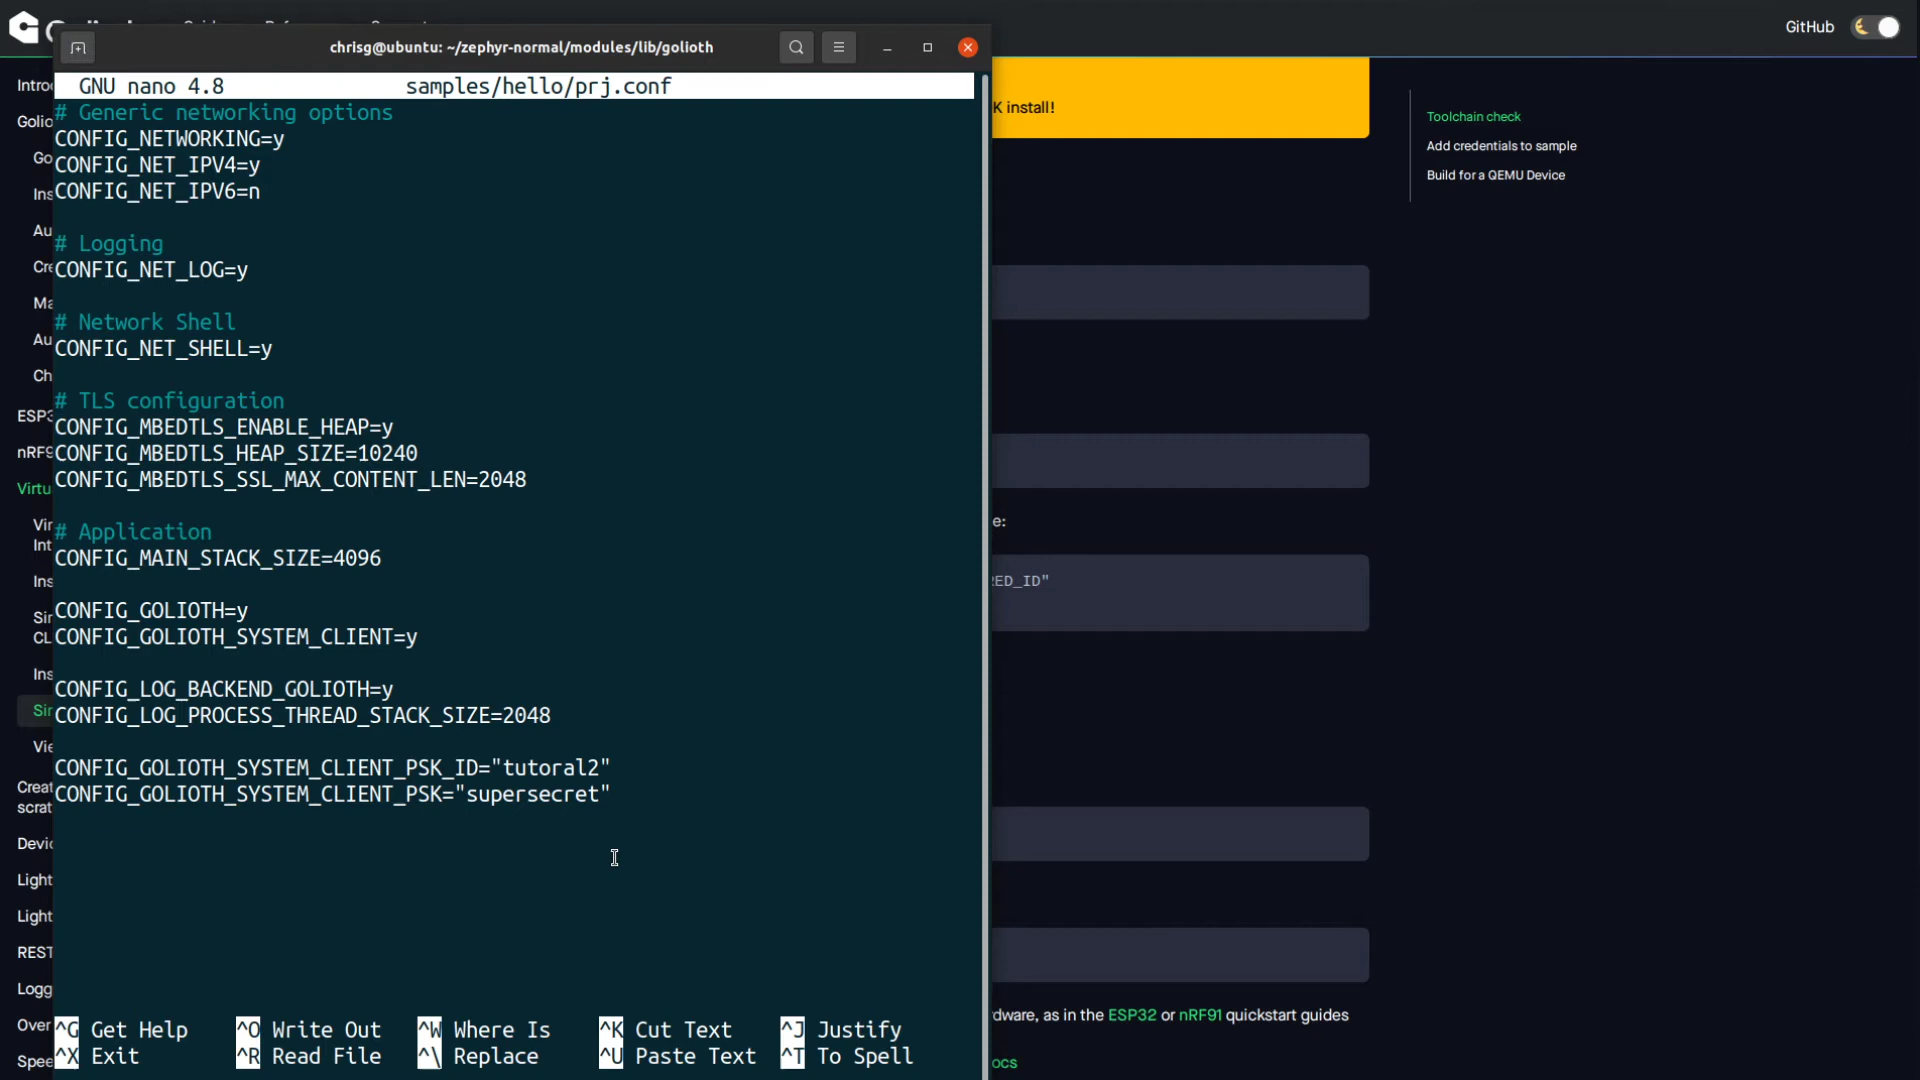 GitHub
chrisg@ubuntu: ~/zephyr-normal/modules/lib/golioth
GNU nano 4.8 samples/hello/prj.conf
# Generic networking options
CONFIG_NETWORKING=y
CONFIG_NET_IPV4=y
CONFIG_NET_IPV6=n
# Logging
CONFIG_NET_LOG=y
# Network Shell
CONFIG_NET_SHELL=y
# TLS configuration
CONFIG_MBEDTLS_ENABLE_HEAP=y
CONFIG_MBEDTLS_HEAP_SIZE=10240
CONFIG_MBEDTLS_SSL_MAX_CONTENT_LEN=2048
# Application
CONFIG_MAIN_STACK_SIZE=4096
CONFIG_GOLIOTH=y
CONFIG_GOLIOTH_SYSTEM_CLIENT=y
CONFIG_LOG_BACKEND_GOLIOTH=y
CONFIG_LOG_PROCESS_THREAD_STACK_SIZE=2048
CONFIG_GOLIOTH_SYSTEM_CLIENT_PSK_ID="tutoral2"
CONFIG_GOLIOTH_SYSTEM_CLIENT_PSK="supersecret"
^G Get Help ^O Write Out ^W Where Is ^K Cut Text ^J Justify
^X Exit ^R Read File ^\ Replace ^U Paste Text ^T To Spell
K install!
e:
RED_ID"
dware, as in the ESP32 or nRF91 quickstart guides
ocs
Toolchain check
Add credentials to sample
Build for a QEMU Device